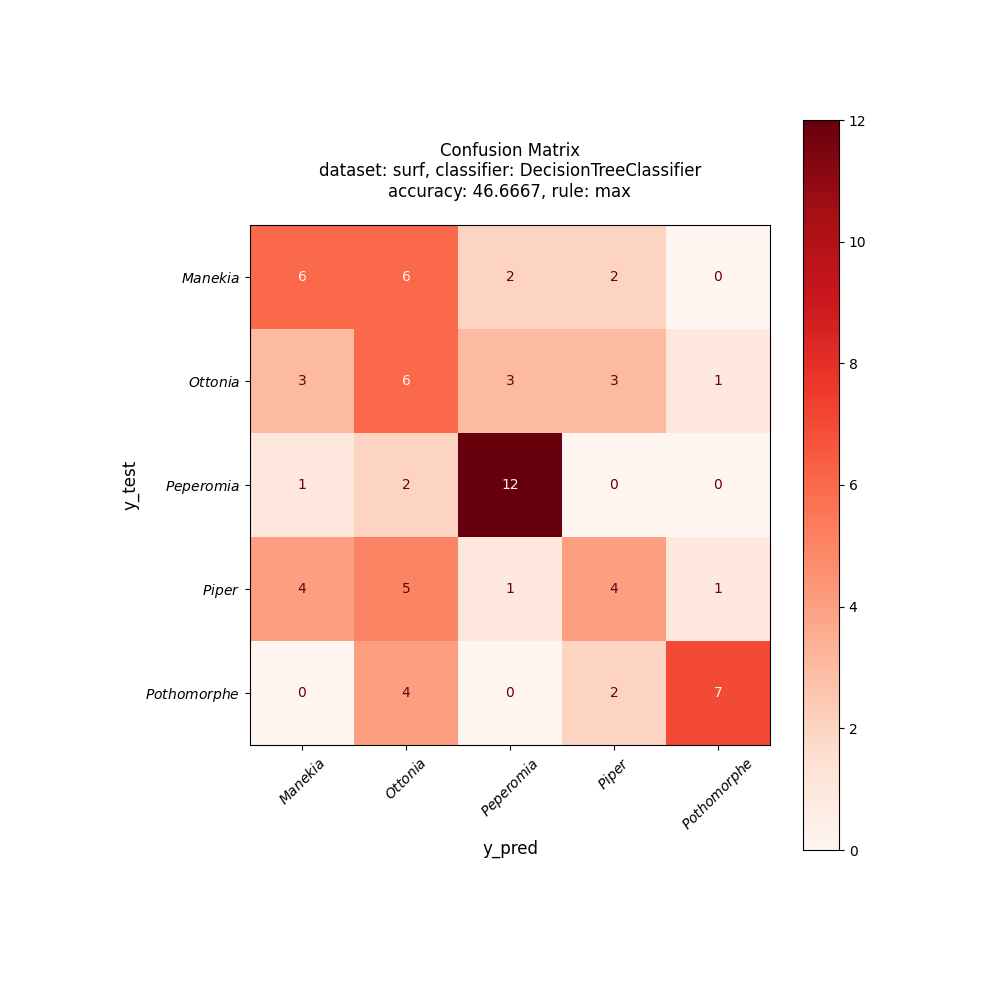 Confusion Matrix
dataset: surf, classifier: DecisionTreeClassifier
accuracy: 46.6667, rule: max
Manekia 6 6 2 2 0
Ottonia 3 6 3 3 1
Peperomia 1 2 12 0 0
Piper 4 5 1 4 1
Pothomorphe 0 4 0 2 7
Manekia Ottonia Peperomia Piper Pothomorphe
y_pred
y_test
12
10
8
6
4
2
0